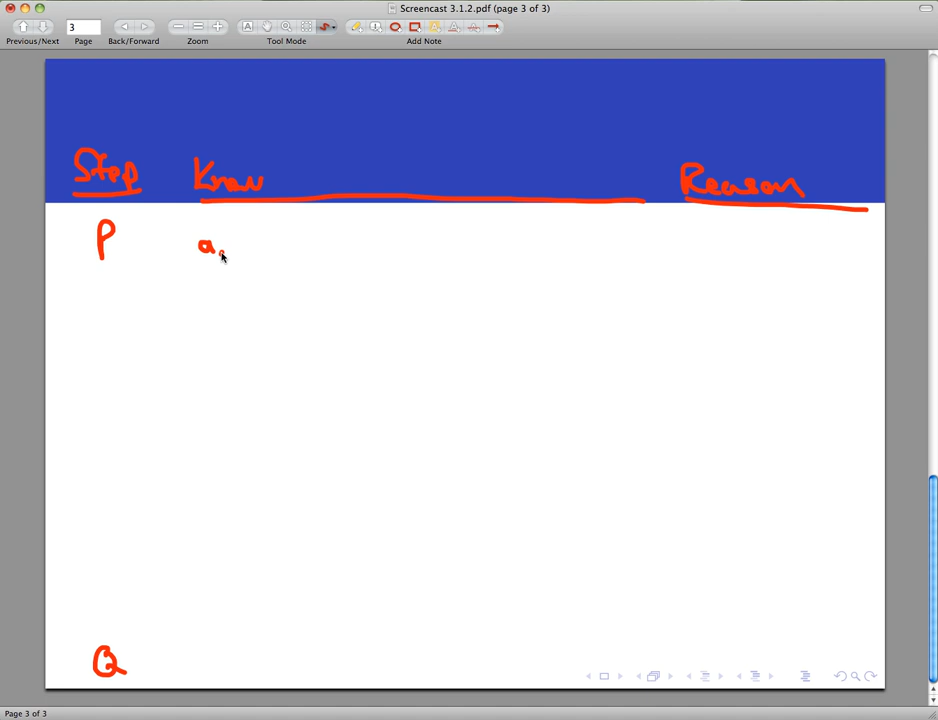 Screencast 3.1.2.pdf (page 3 of 3)
3
Previous/Next Page Back/Forward Zoom Tool Mode Add Note
Step Know Reason
P a,
Q
Page 3 of 3